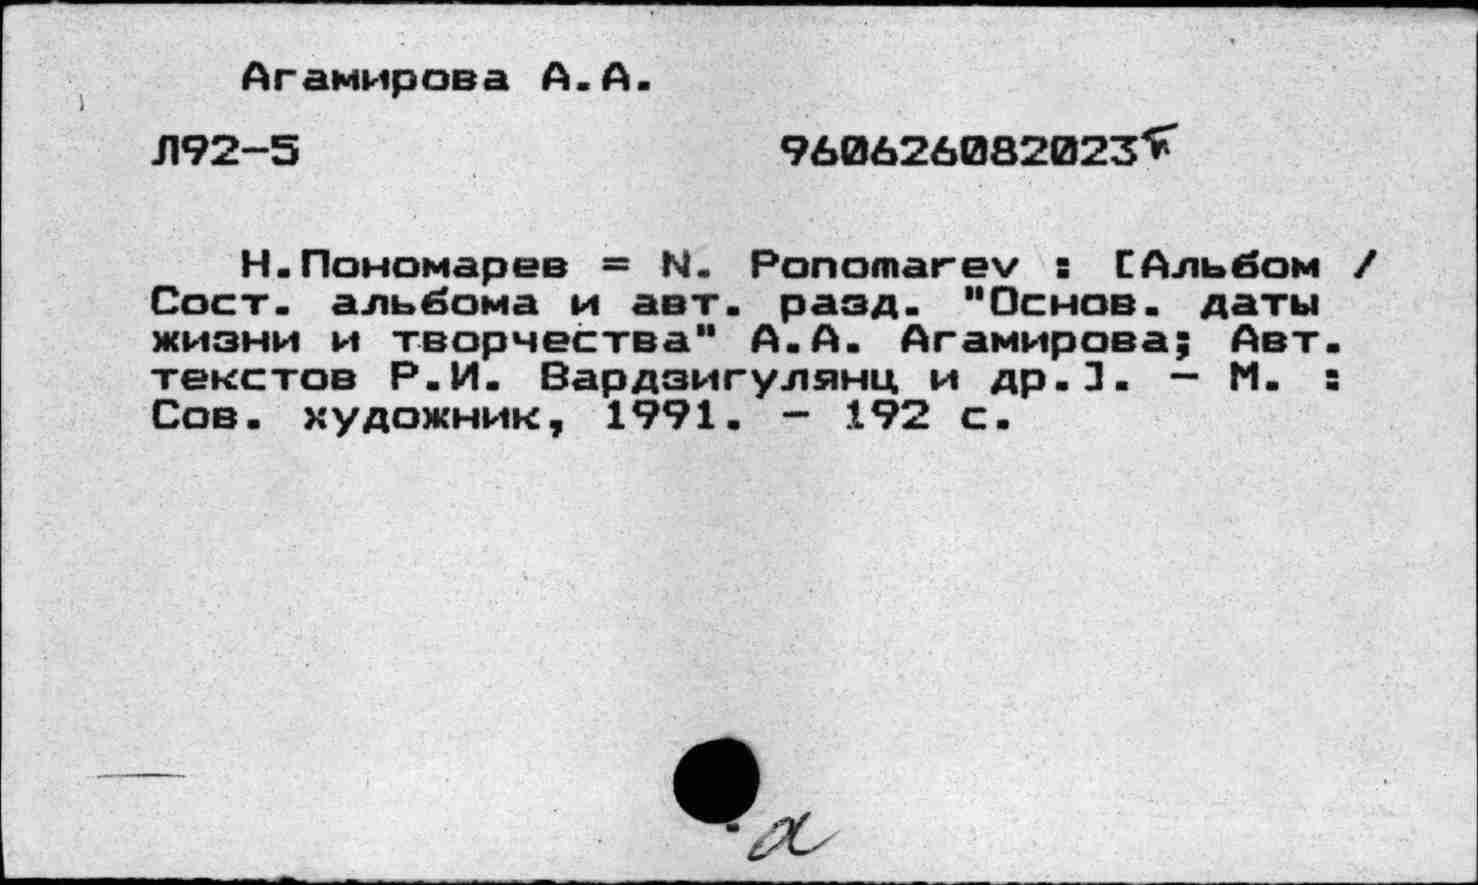 Агамирова А.А.
Л92-5 960626082023
Н.Пономарев = N. Ponomarev : [Альбом /
Сост. альбома и авт. разд. "Основ. даты
жизни и творчества" А.А. Агамирова; Авт.
текстов Р.И. Вардзигулянц и др.]. - М. :
Сов. художник, 1991. - 192 с.